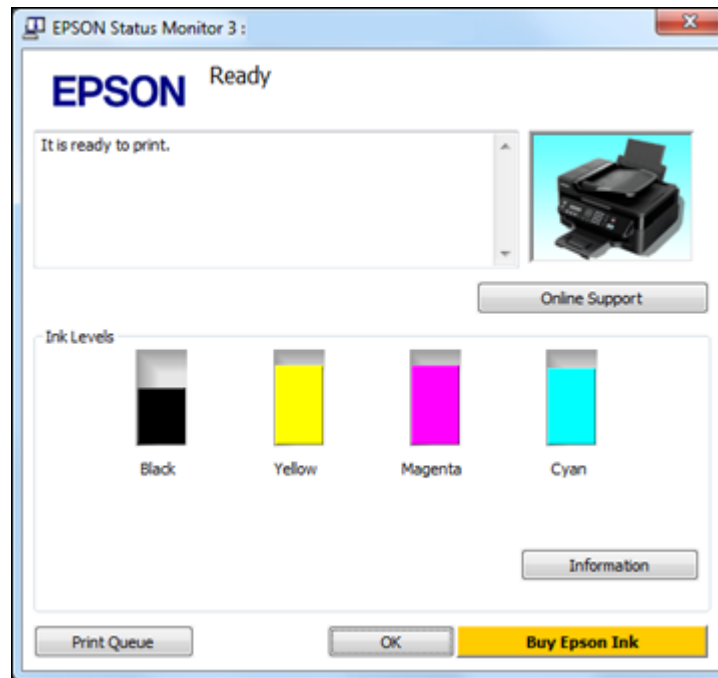 EPSON Status Monitor 3 :
EPSON
Ready
It is ready to print.
Online Support
Ink Levels
Black Yellow Magenta Cyan
Information
Print Queue OK Buy Epson Ink